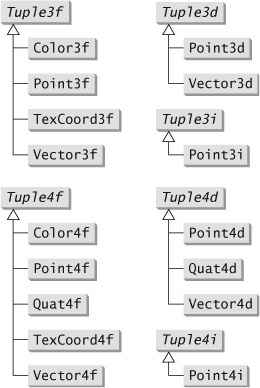 Tuple3f
Color3f
Point3f
TexCoord3f
Vector3f
Tuple3d
Point3d
Vector3d
Tuple3i
Point3i
Tuple4f
Color4f
Point4f
Quat4f
TexCoord4f
Vector4f
Tuple4d
Point4d
Quat4d
Vector4d
Tuple4i
Point4i